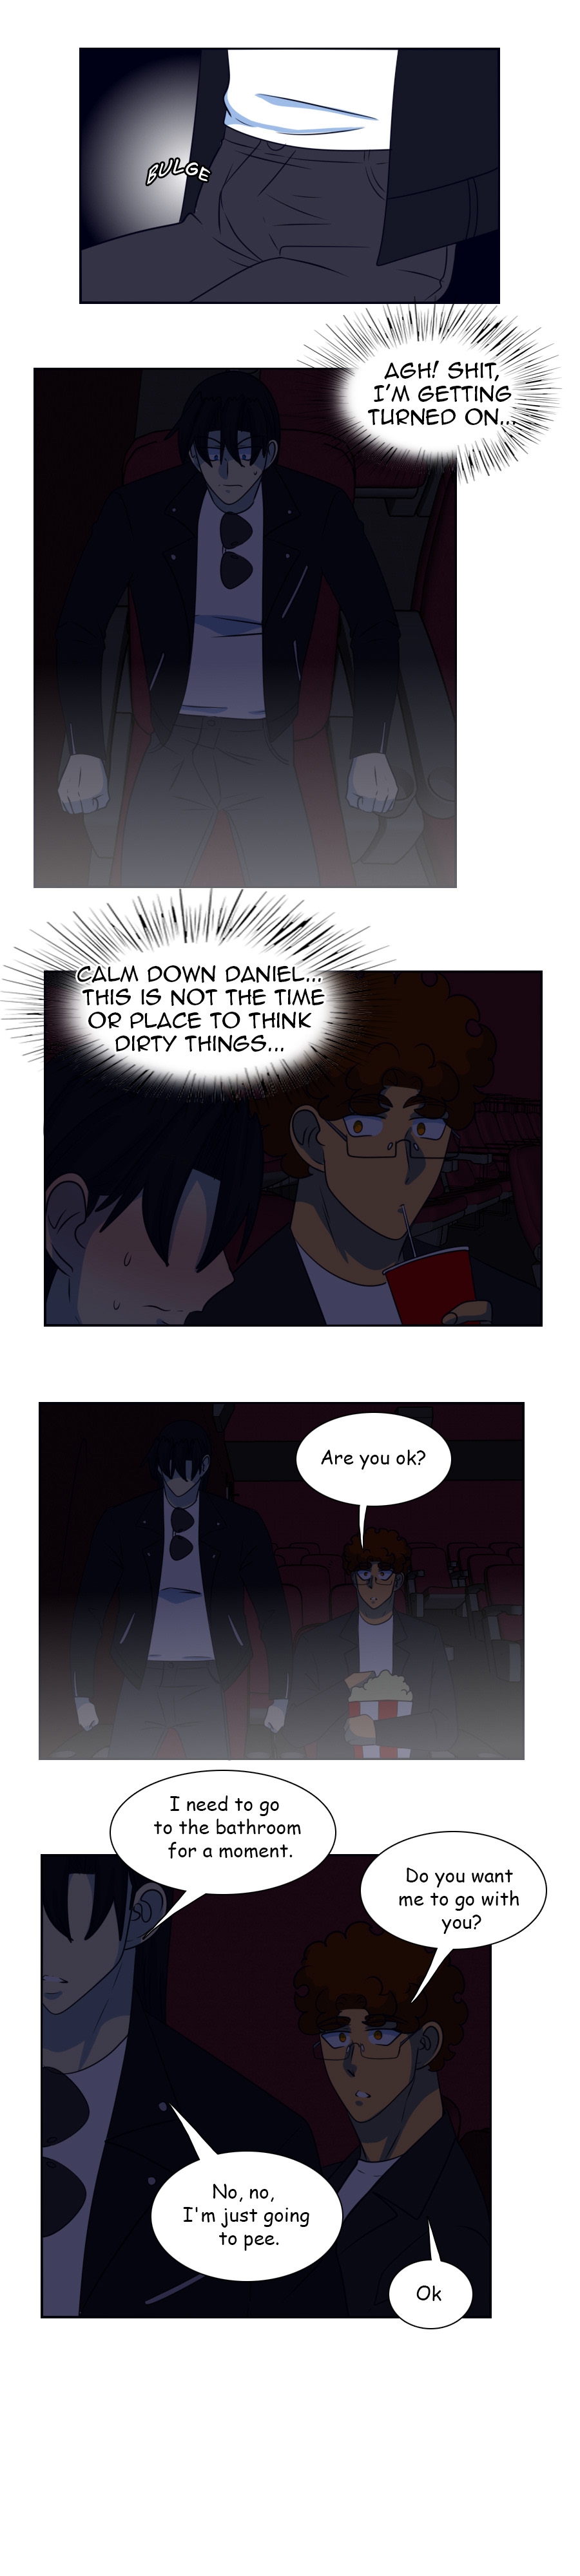 BULGE
AGH! SHIT,
I'M GETTING
TURNED ON...
CALM DOWN DANIEL...
THIS IS NOT THE TIME
OR PLACE TO THINK
DIRTY THINGS...
Are you ok?
I need to go
to the bathroom
for a moment.
Do you want
me to go with
you?
No, no,
I'm just going
to pee.
Ok